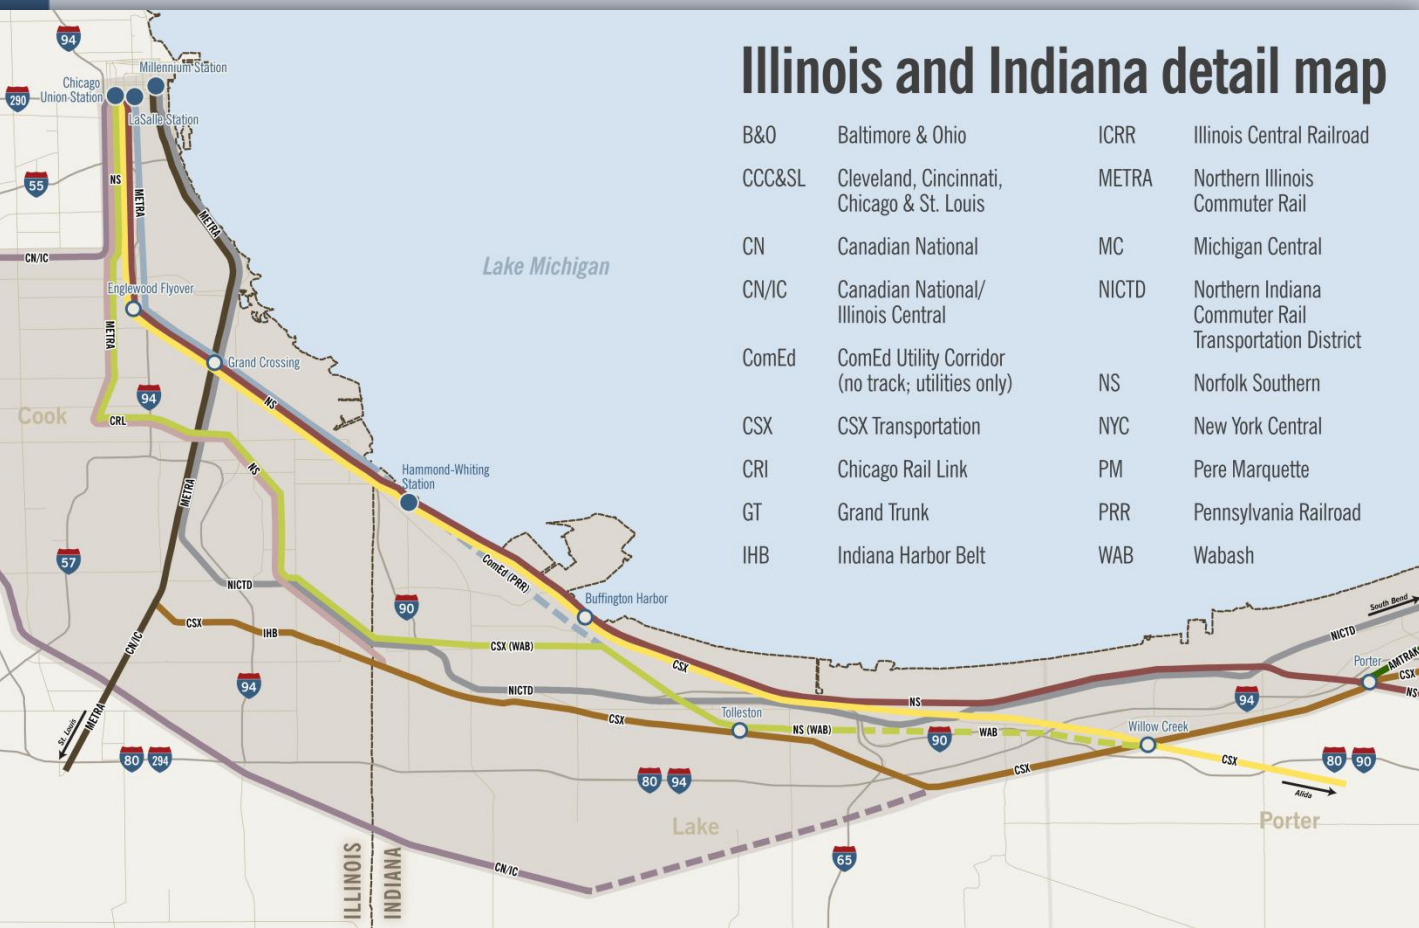 Illinois and Indiana detail map
B&O Baltimore & Ohio
CCC&SL Cleveland, Cincinnati,
Chicago & St. Louis
CN Canadian National
CN/IC Canadian National/
Illinois Central
ComEd ComEd Utility Corridor
(no track; utilities only)
CSX CSX Transportation
CRI Chicago Rail Link
GT Grand Trunk
IHB Indiana Harbor Belt
ICRR Illinois Central Railroad
METRA Northern Illinois
Commuter Rail
MC Michigan Central
NICTD Northern Indiana
Commuter Rail
Transportation District
NS Norfolk Southern
NYC New York Central
PM Pere Marquette
PRR Pennsylvania Railroad
WAB Wabash
94
Millennium Station
Chicago
Union-Station
290
LaSalle Station
55
NS
METRA
METRA
CN/IC
Lake Michigan
Englewood Flyover
METRA
Grand Crossing
94
NS
Cook
CRL
NS
Hammond-Whiting
Station
METRA
57
NICTD
ComEd (PRR)
90
Buffington Harbor
CSX
IHB
CN/IC
CSX (WAB)
CSX
94
NICTD
NS
METRA
St. Louis
CSX
Tolleston
NS (WAB)
90
WAB
Willow Creek
94
South Bend
NICTD
Porter
AMTRAK
CSX
NS
80
294
80
94
CSX
CSX
80
90
Alida
Lake
Porter
65
CN/IC
ILLINOIS
INDIANA